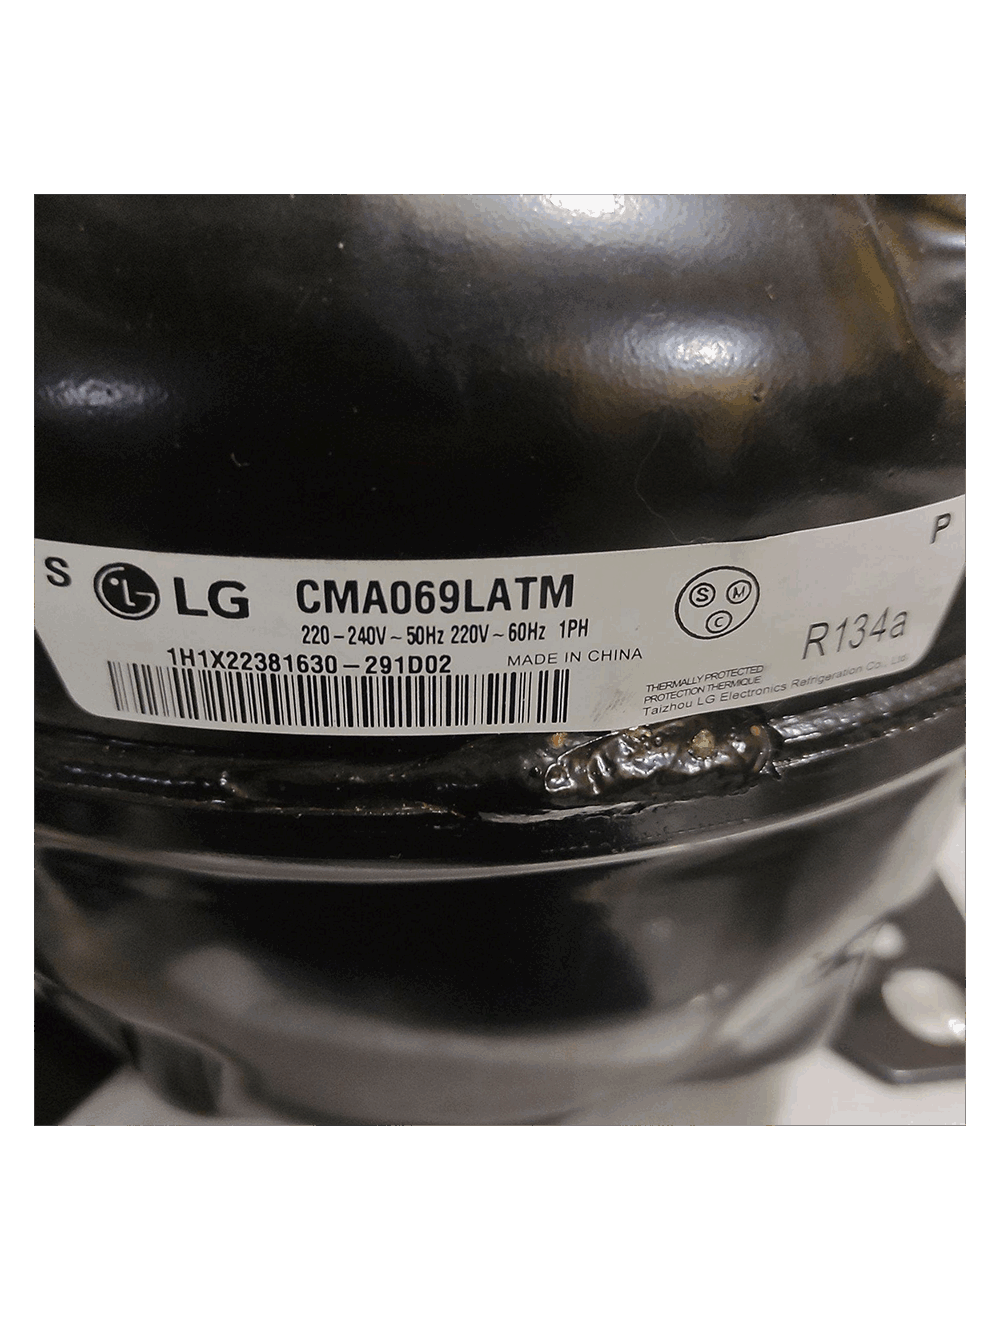 S LG CMA069LATM P
220-240V~50Hz 220V~60Hz 1PH
1H1X22381630-291D02
MADE IN CHINA
S M
C
R134a
THERMALLY PROTECTED
PROTECTION THERMIQUE
Taizhou LG Electronics Refrigeration Co., Ltd.